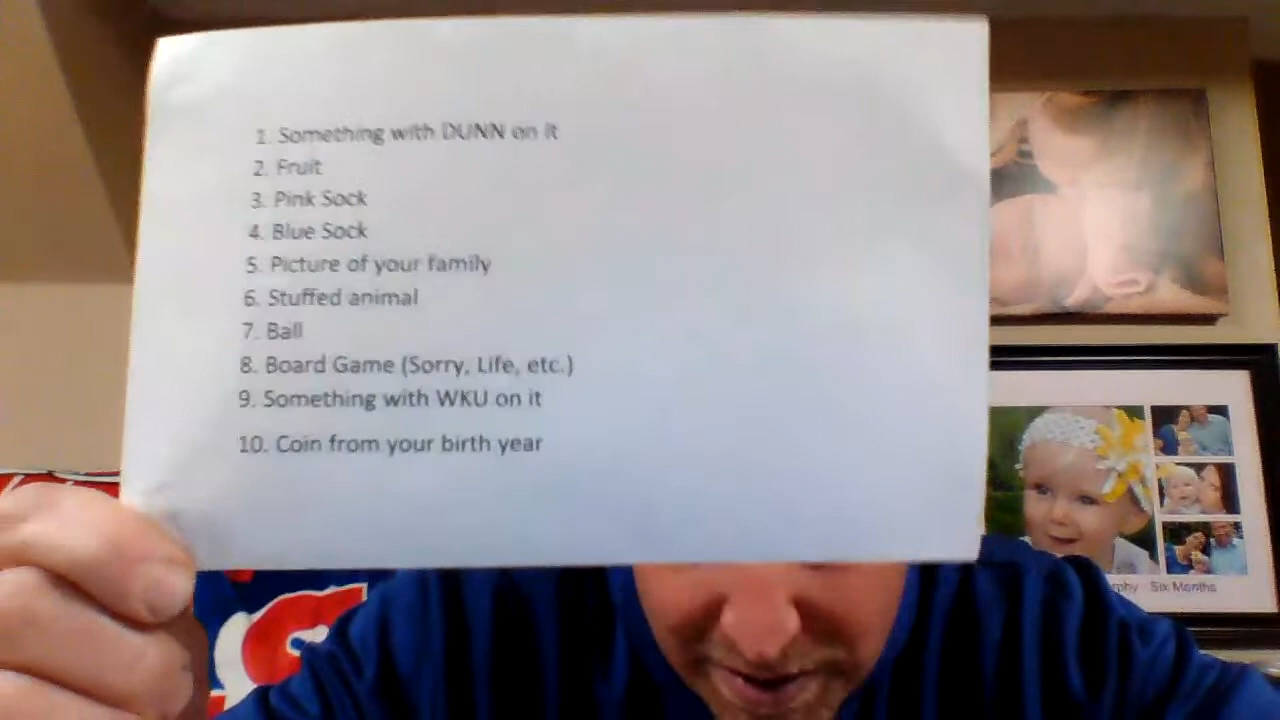 1. Something with DUNN on it
2. Fruit
3. Pink Sock
4. Blue Sock
5. Picture of your family
6. Stuffed animal
7. Ball
8. Board Game (Sorry, Life, etc.)
9. Something with WKU on it
10. Coin from your birth year
Six Months